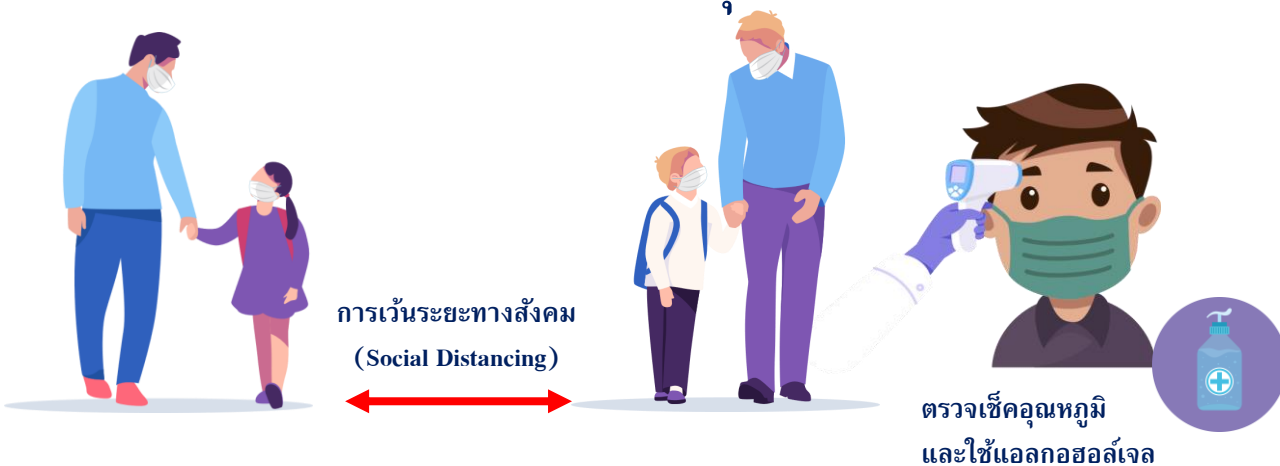 การเว้นระยะทางสังคม
(Social Distancing)
ตรวจเช็คอุณหภูมิ
และใช้แอลกอฮอล์เจล